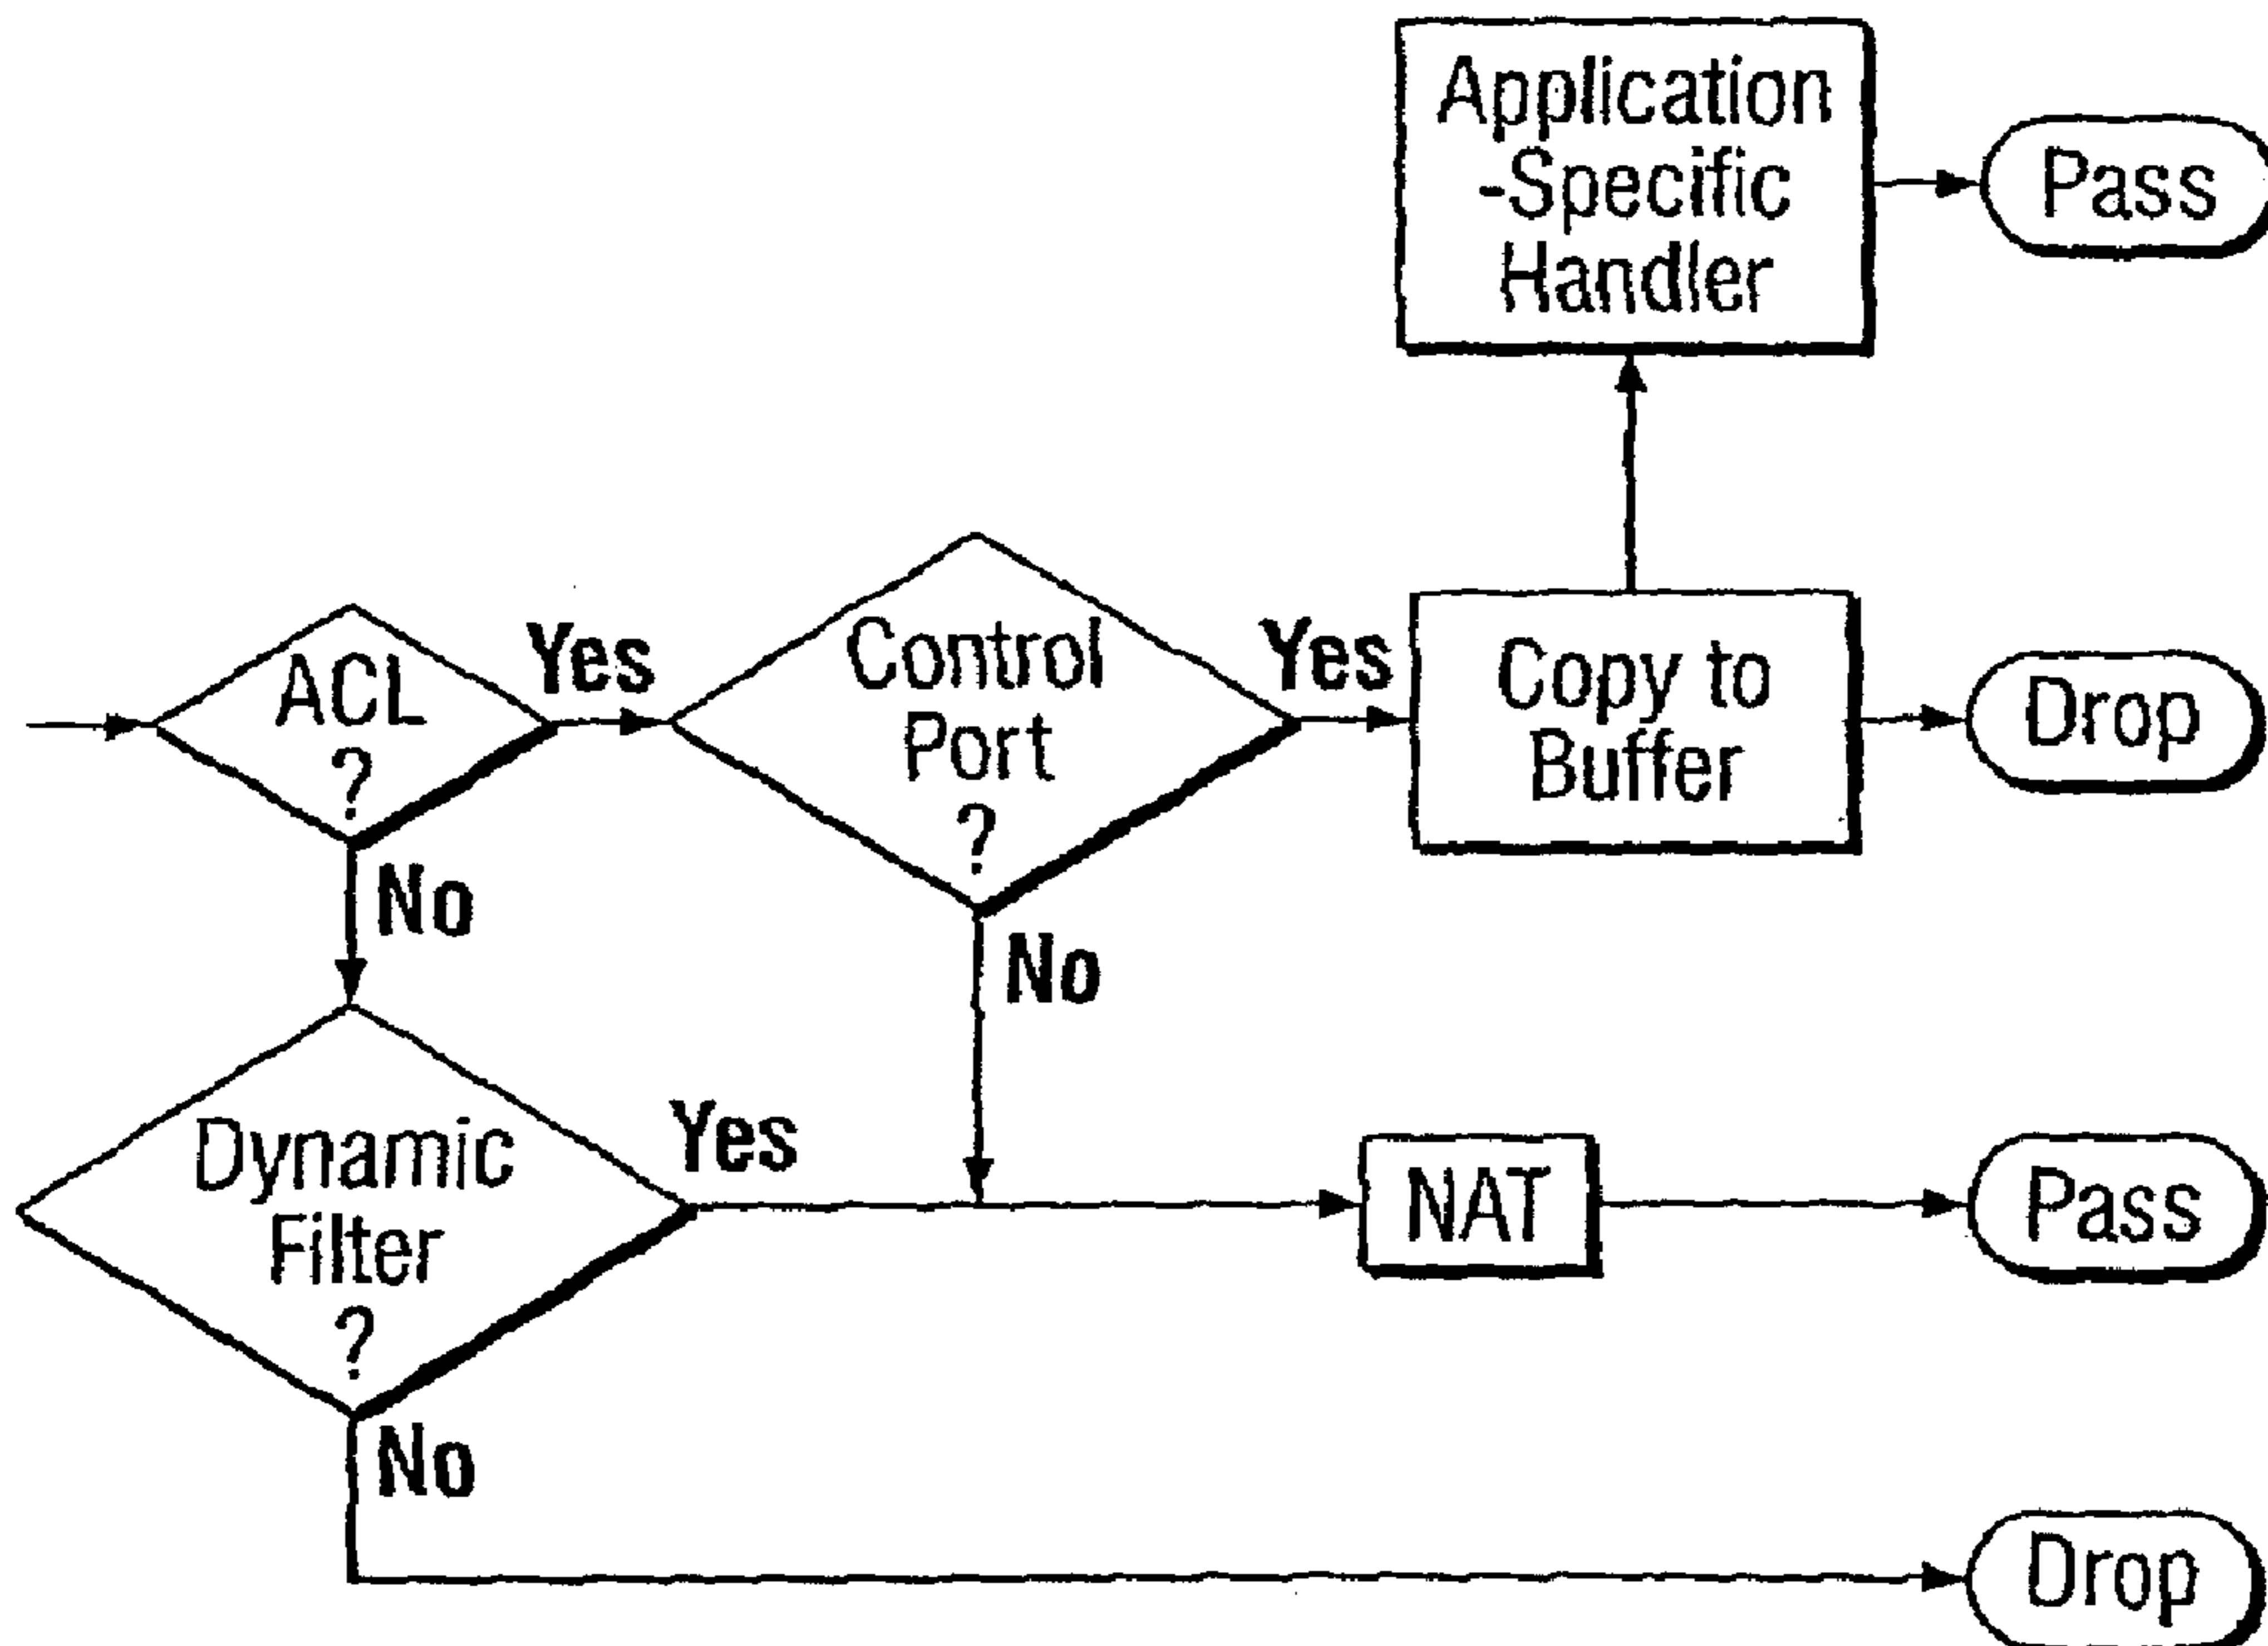 Application
-Specific
Handler
Pass
ACL
?
Yes
Control
Port
?
Yes
Copy to
Buffer
Drop
No
No
Dynamic
Filter
?
Yes
NAT
Pass
No
Drop